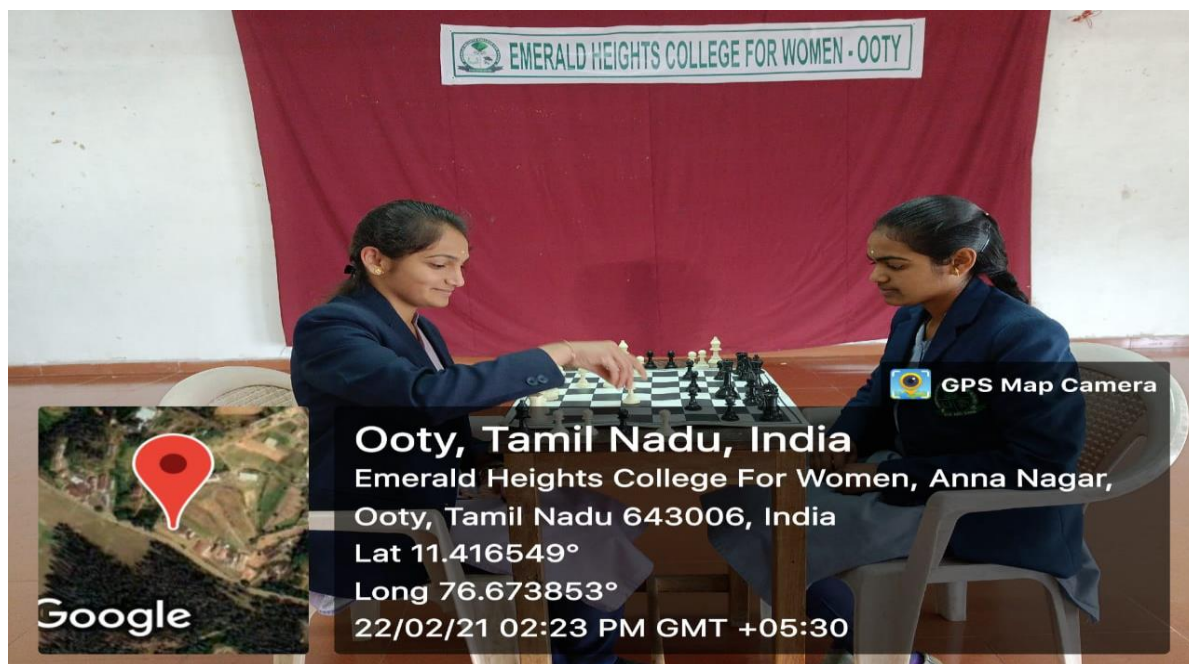 EMERALD HEIGHTS COLLEGE FOR WOMEN - OOTY
GPS Map Camera
Ooty, Tamil Nadu, India
Emerald Heights College For Women, Anna Nagar,
Ooty, Tamil Nadu 643006, India
Lat 11.416549°
Long 76.673853°
22/02/21 02:23 PM GMT +05:30
Google